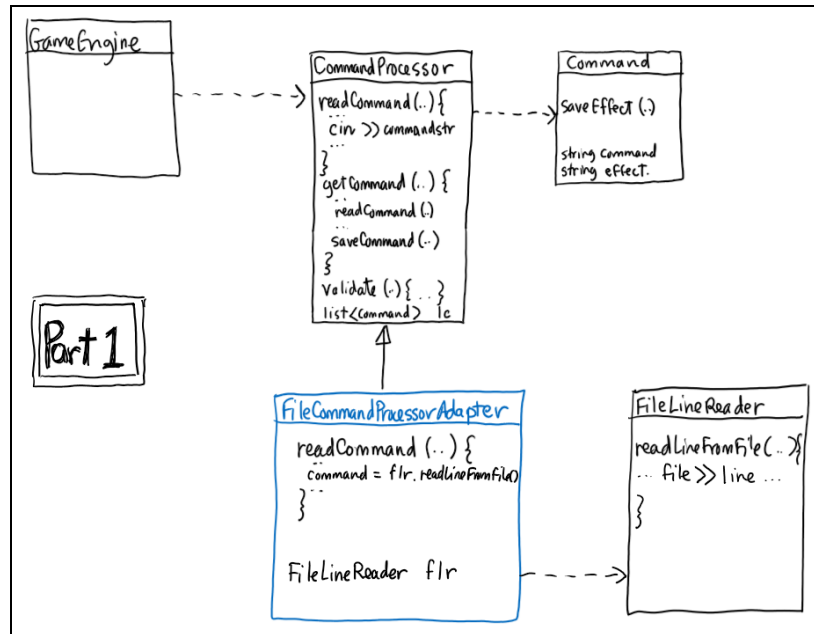 GameEngine
CommandProcessor
readCommand (..) {
...
cin >> commandstr
...
}
getCommand (..) {
...
readCommand (.)
...
saveCommand (..)
}
validate (.) { ... }
list<command> lc
Command
saveEffect (..)
string command
string effect.
Part 1
FileCommandProcessorAdapter
readCommand (..) {
..
command = flr.readLineFromFile()
..
}
FileLineReader flr
FileLineReader
readLineFromFile(..){
... file >> line ...
}